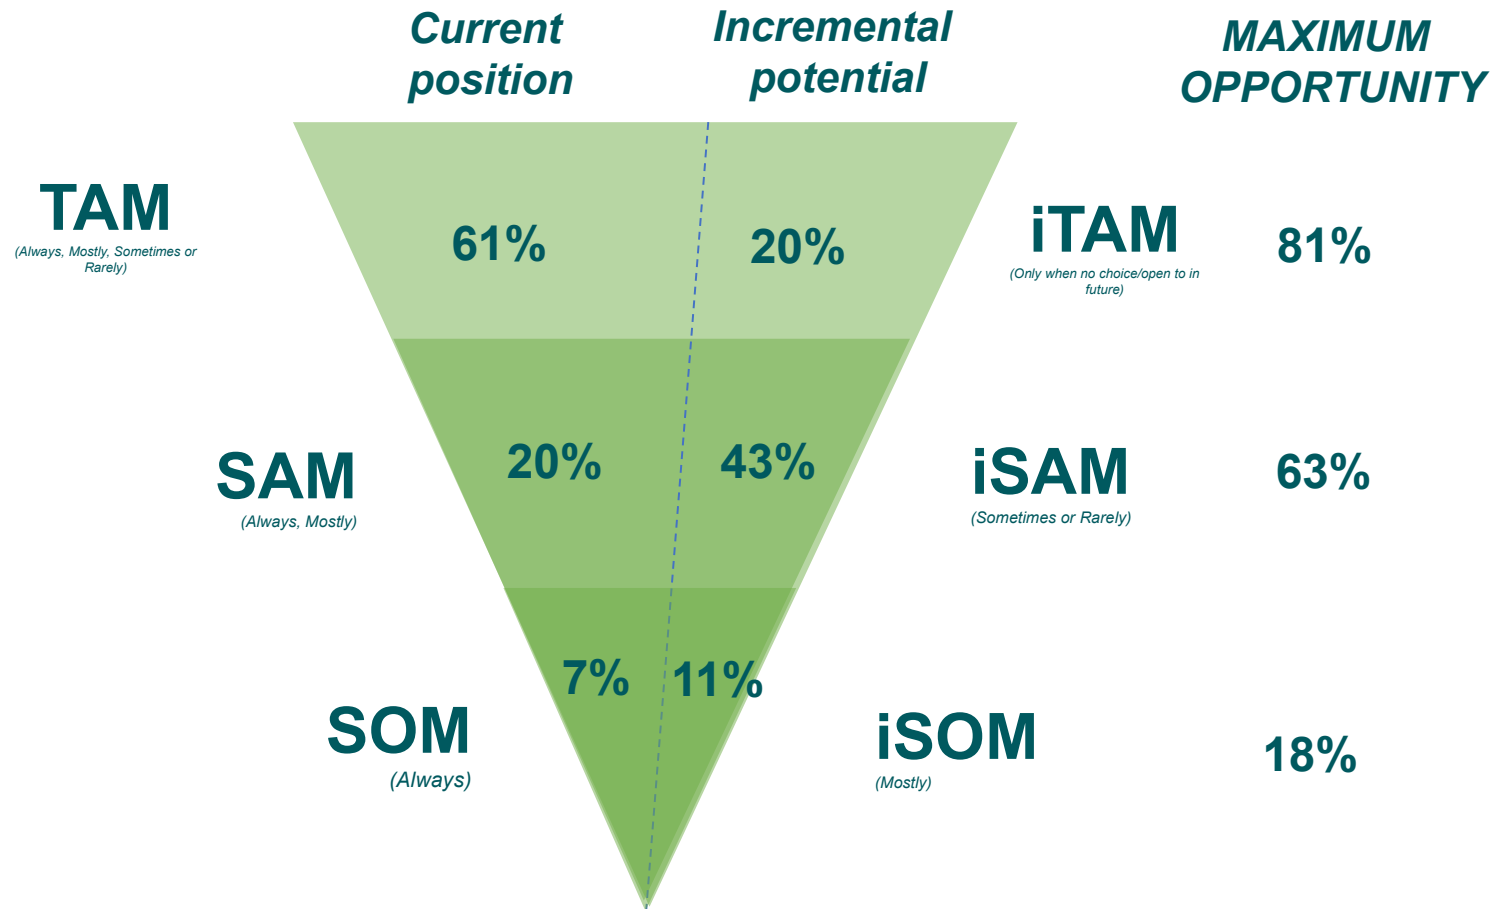 Current
position
Incremental
potential
MAXIMUM
OPPORTUNITY
TAM
(Always, Mostly, Sometimes or
Rarely)
61%
20%
iTAM
(Only when no choice/open to in
future)
81%
SAM
(Always, Mostly)
20%
43%
iSAM
(Sometimes or Rarely)
63%
SOM
(Always)
7%
11%
iSOM
(Mostly)
18%